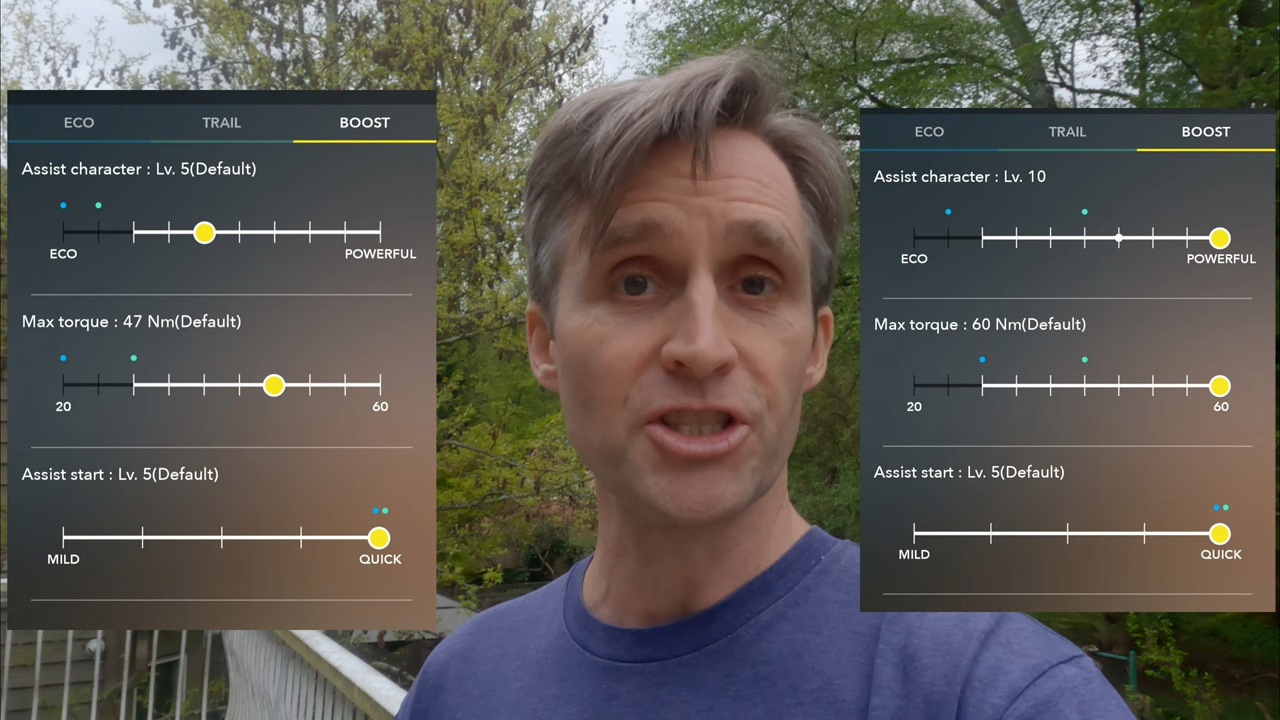 ECO TRAIL BOOST
Assist character : Lv. 5(Default)
ECO POWERFUL
Max torque : 47 Nm(Default)
20 60
Assist start : Lv. 5(Default)
MILD QUICK
ECO TRAIL BOOST
Assist character : Lv. 10
ECO POWERFUL
Max torque : 60 Nm(Default)
20 60
Assist start : Lv. 5(Default)
MILD QUICK